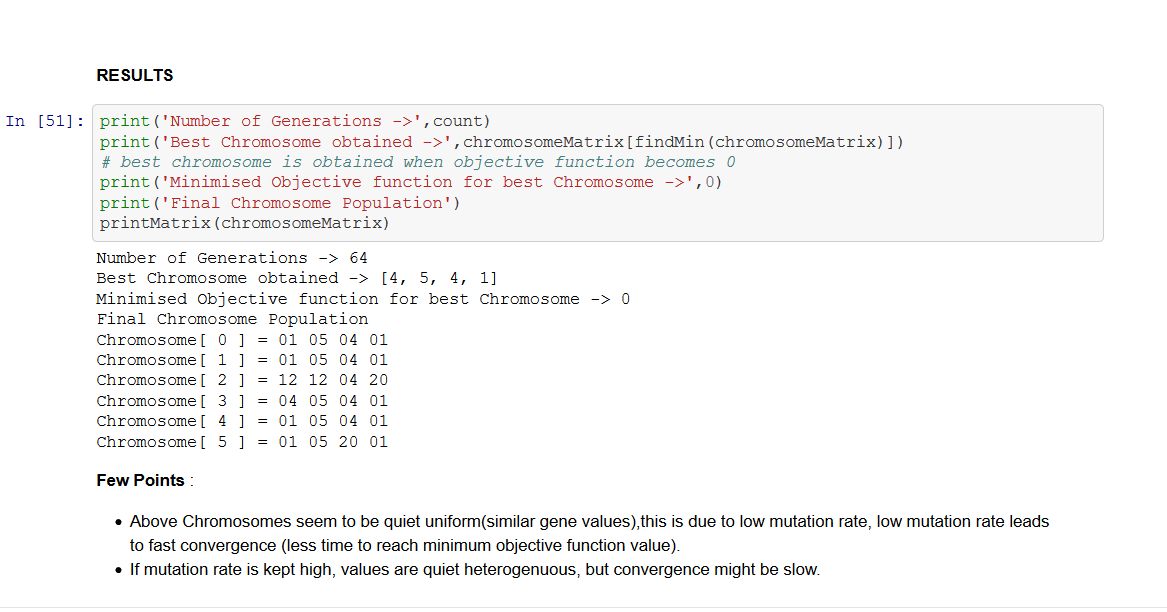 RESULTS
In [51]: print('Number of Generations ->',count)
print('Best Chromosome obtained ->',chromosomeMatrix[findMin(chromosomeMatrix)])
# best chromosome is obtained when objective function becomes 0
print('Minimised Objective function for best Chromosome ->',0)
print('Final Chromosome Population')
printMatrix(chromosomeMatrix)
Number of Generations -> 64
Best Chromosome obtained -> [4, 5, 4, 1]
Minimised Objective function for best Chromosome -> 0
Final Chromosome Population
Chromosome[ 0 ] = 01 05 04 01
Chromosome[ 1 ] = 01 05 04 01
Chromosome[ 2 ] = 12 12 04 20
Chromosome[ 3 ] = 04 05 04 01
Chromosome[ 4 ] = 01 05 04 01
Chromosome[ 5 ] = 01 05 20 01
Few Points :
• Above Chromosomes seem to be quiet uniform(similar gene values),this is due to low mutation rate, low mutation rate leads
to fast convergence (less time to reach minimum objective function value).
• If mutation rate is kept high, values are quiet heterogenuous, but convergence might be slow.